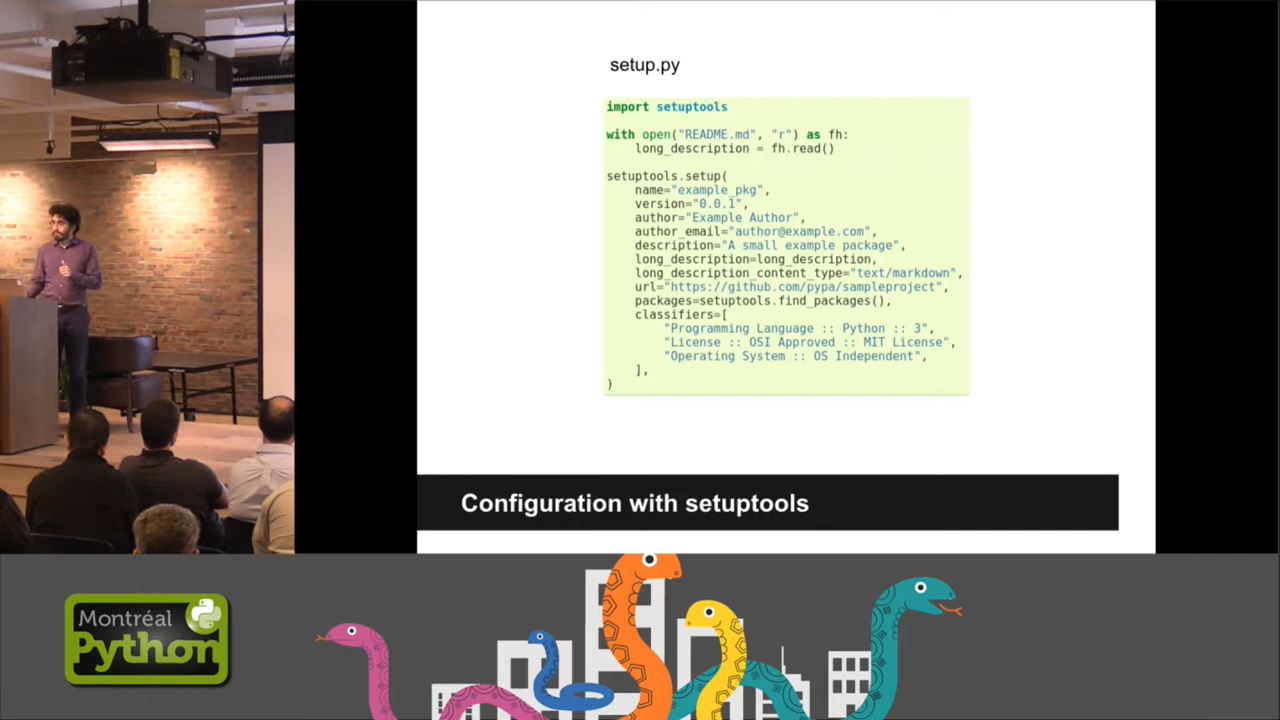 setup.py
import setuptools
with open("README.md", "r") as fh:
    long_description = fh.read()
setuptools.setup(
    name="example_pkg",
    version="0.0.1",
    author="Example Author",
    author_email="author@example.com",
    description="A small example package",
    long_description=long_description,
    long_description_content_type="text/markdown",
    url="https://github.com/pypa/sampleproject",
    packages=setuptools.find_packages(),
    classifiers=[
        "Programming Language :: Python :: 3",
        "License :: OSI Approved :: MIT License",
        "Operating System :: OS Independent",
    ],
)
Configuration with setuptools
Montréal
Python